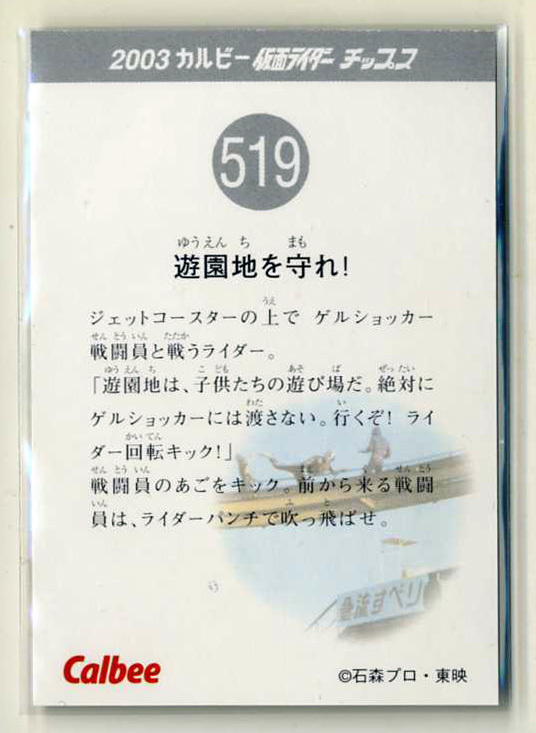 2003 カルビー 仮面ライダー チップス
519
ゆうえんち まも
遊園地を守れ!
うえ
ジェットコースターの上で ゲルショッカー
せんとういん たたか
戦闘員と戦うライダー。
ゆうえんち こども あそ ば ぜったい
「遊園地は、子供たちの遊び場だ。絶対に
わた い
ゲルショッカーには渡さない。行くぞ! ライ
かいてん
ダー回転キック!」
せんとういん まえ く せんとう
戦闘員のあごをキック。前から来る戦闘
いん ふ と
員は、ライダーパンチで吹っ飛ばせ。
急流すべり
Calbee
©石森プロ・東映